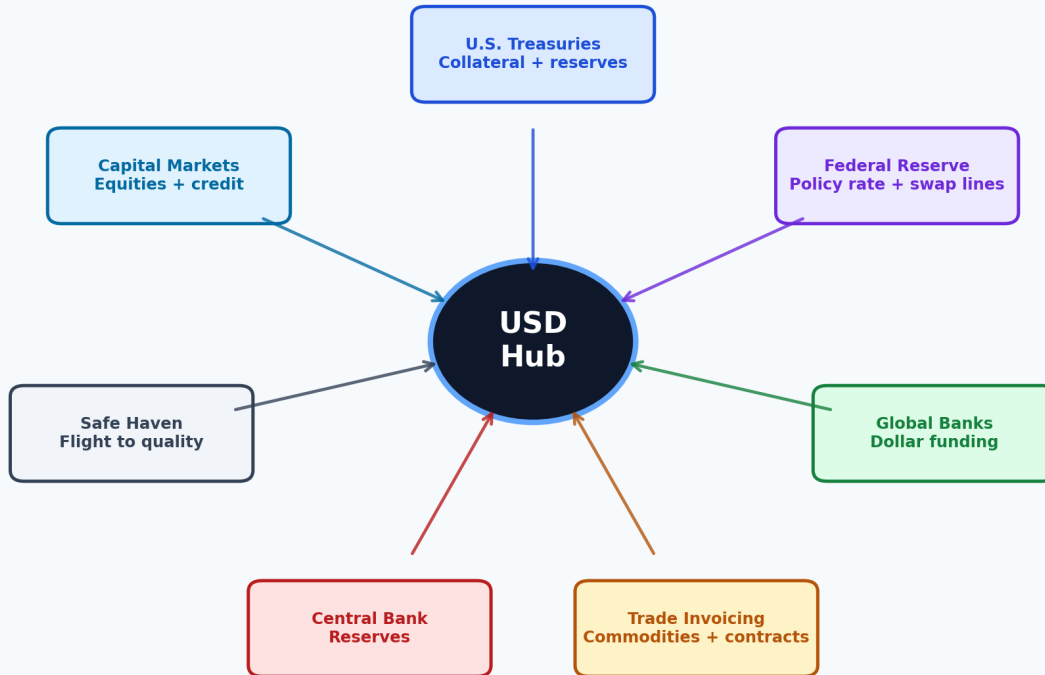 U.S. Treasuries
Collateral + reserves
Capital Markets
Equities + credit
Federal Reserve
Policy rate + swap lines
USD
Hub
Safe Haven
Flight to quality
Global Banks
Dollar funding
Central Bank
Reserves
Trade Invoicing
Commodities + contracts